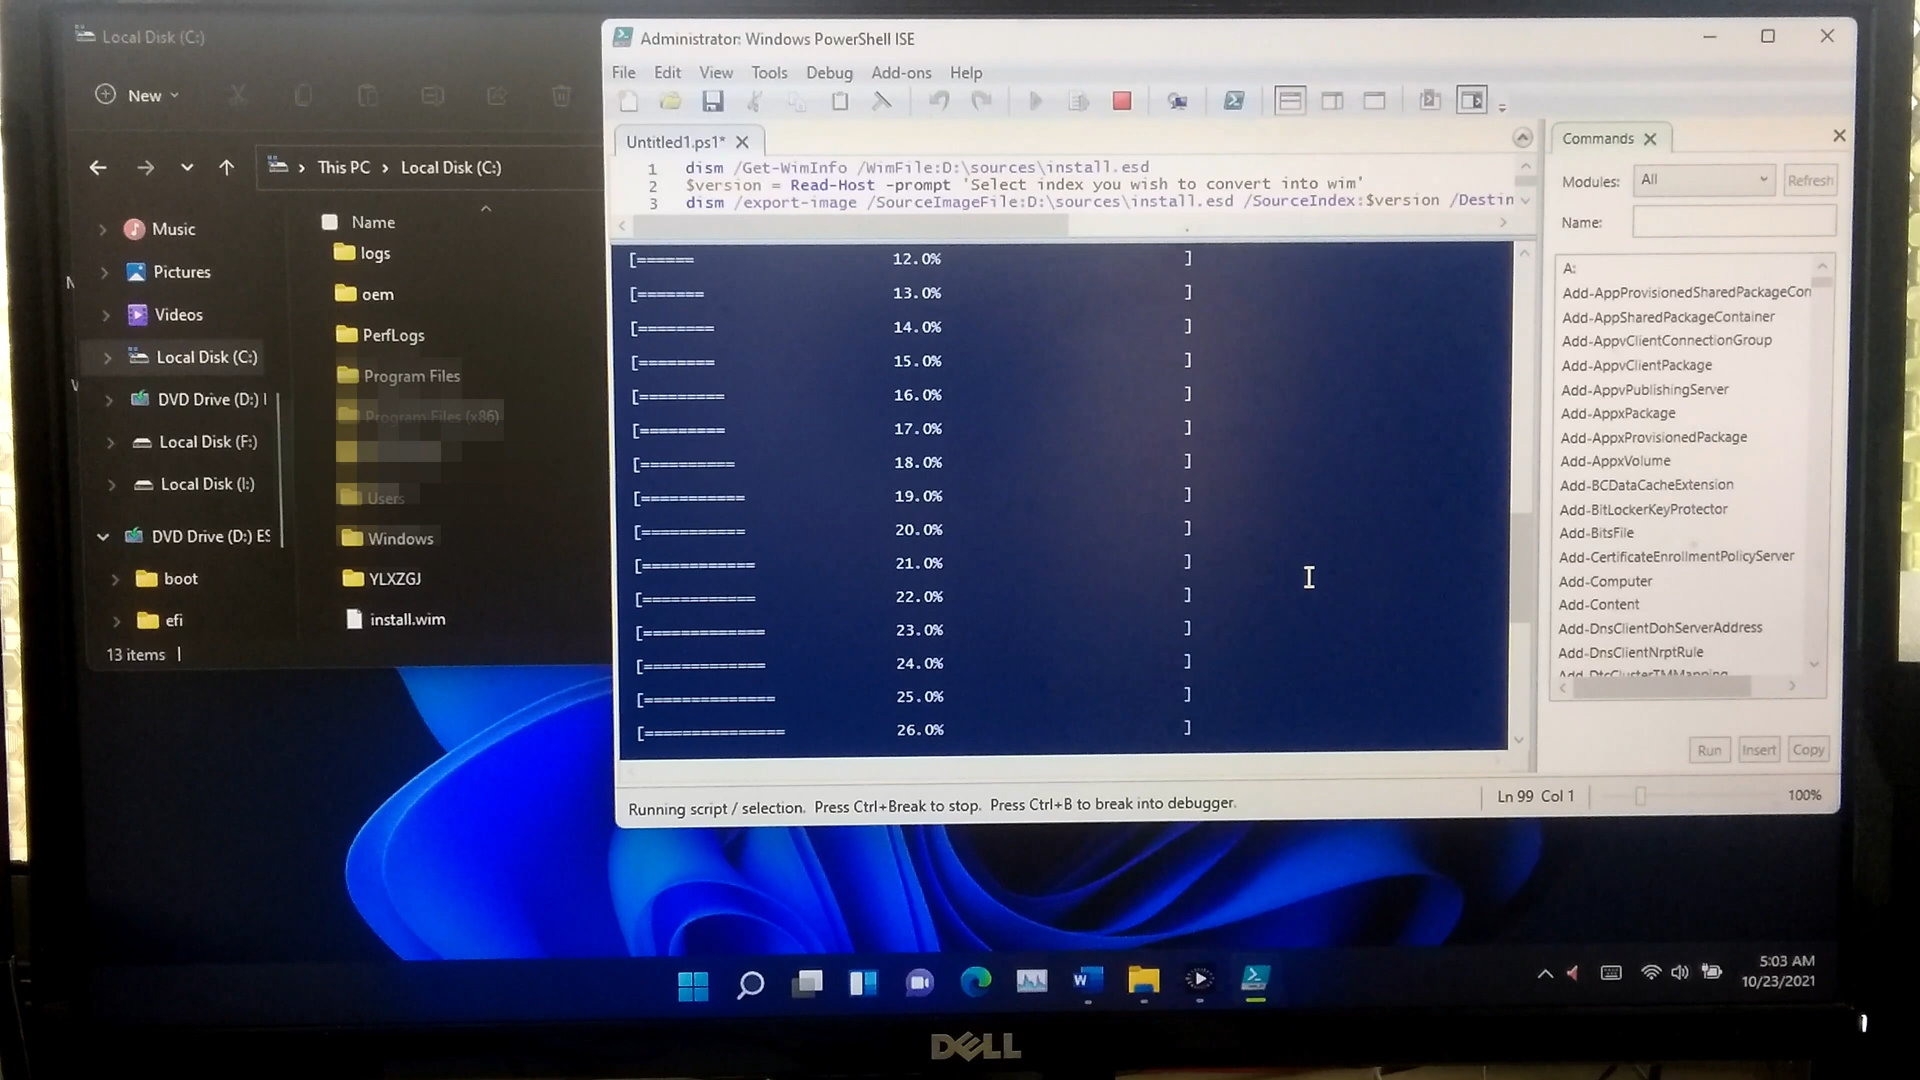 Local Disk (C:)
New
This PC > Local Disk (C:)
Music
Pictures
Videos
Local Disk (C:)
DVD Drive (D:) I
Local Disk (F:)
Local Disk (I:)
DVD Drive (D:) ES
boot
efi
13 items
Name
logs
oem
PerfLogs
Program Files
Program Files (x86)
Users
Windows
YLXZGJ
install.wim
Administrator: Windows PowerShell ISE
File Edit View Tools Debug Add-ons Help
Untitled1.ps1*
1 dism /Get-WimInfo /WimFile:D:\sources\install.esd
2 $version = Read-Host -prompt 'Select index you wish to convert into wim'
3 dism /export-image /SourceImageFile:D:\sources\install.esd /SourceIndex:$version /Destin
[====== 12.0% ]
[======= 13.0% ]
[======== 14.0% ]
[======== 15.0% ]
[========= 16.0% ]
[========= 17.0% ]
[========== 18.0% ]
[=========== 19.0% ]
[=========== 20.0% ]
[============ 21.0% ]
[============ 22.0% ]
[============= 23.0% ]
[============= 24.0% ]
[============== 25.0% ]
[=============== 26.0% ]
Running script / selection. Press Ctrl+Break to stop. Press Ctrl+B to break into debugger.
Ln 99 Col 1
100%
Commands
Modules: All Refresh
Name:
A:
Add-AppProvisionedSharedPackageCon
Add-AppSharedPackageContainer
Add-AppvClientConnectionGroup
Add-AppvClientPackage
Add-AppvPublishingServer
Add-AppxPackage
Add-AppxProvisionedPackage
Add-AppxVolume
Add-BCDataCacheExtension
Add-BitLockerKeyProtector
Add-BitsFile
Add-CertificateEnrollmentPolicyServer
Add-Computer
Add-Content
Add-DnsClientDohServerAddress
Add-DnsClientNrptRule
Add-DtcClusterTMMapping
Run Insert Copy
5:03 AM
10/23/2021
DELL